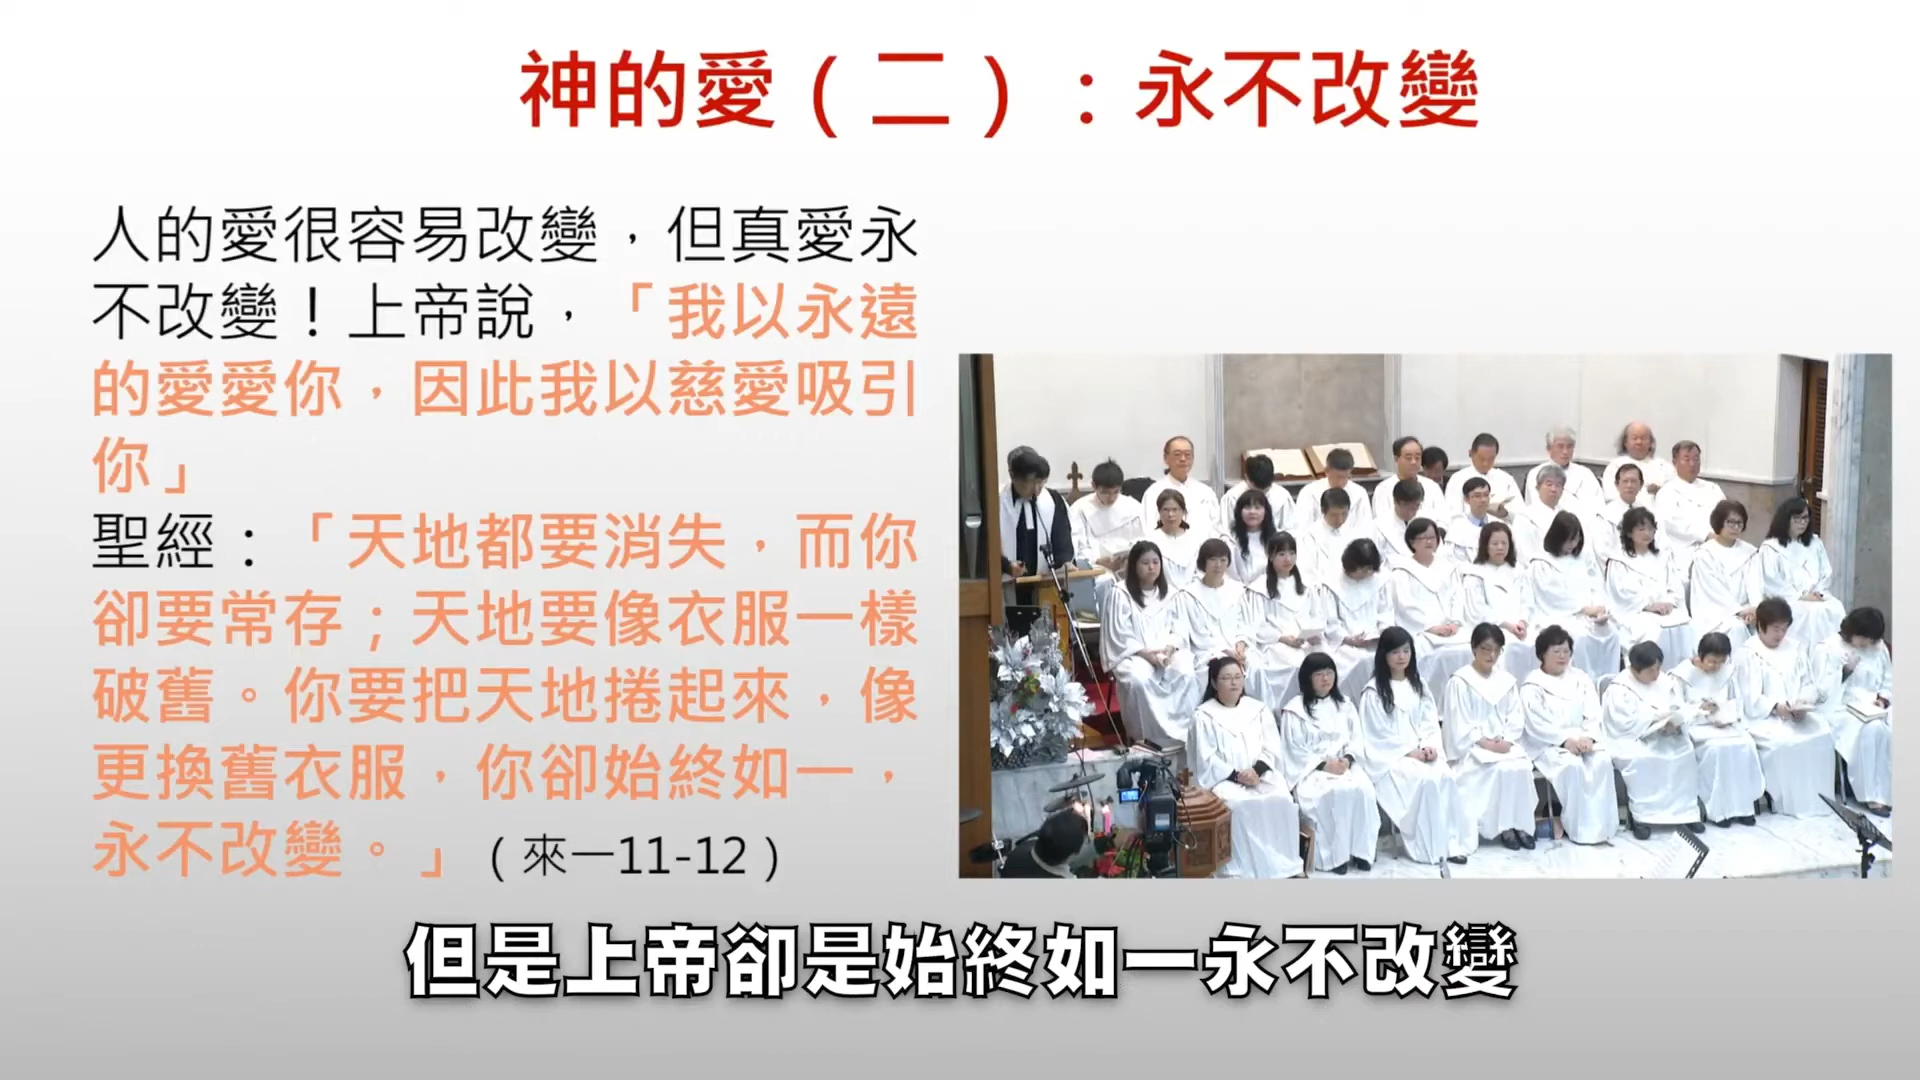 神的愛（二）：永不改變
人的愛很容易改變，但真愛永
不改變！上帝說，「我以永遠
的愛愛你，因此我以慈愛吸引
你」
聖經：「天地都要消失，而你
卻要常存；天地要像衣服一樣
破舊。你要把天地捲起來，像
更換舊衣服，你卻始終如一，
永不改變。」（來一11-12）
但是上帝卻是始終如一永不改變